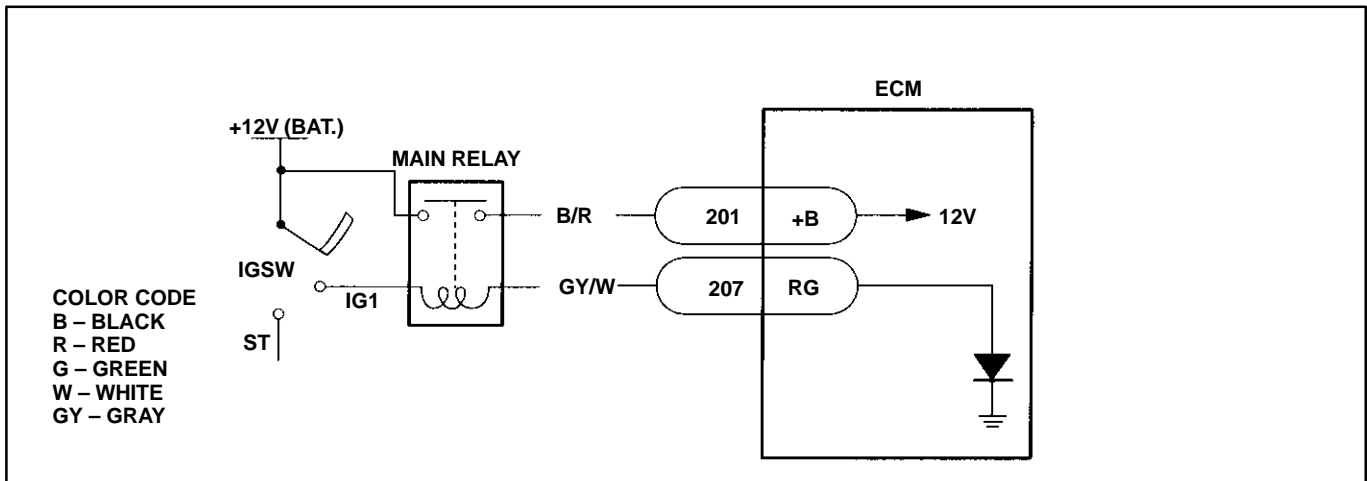 ECM
+12V (BAT.)
MAIN RELAY
B/R
201
+B
12V
IGSW
IG1
GY/W
207
RG
ST
COLOR CODE
B – BLACK
R – RED
G – GREEN
W – WHITE
GY – GRAY